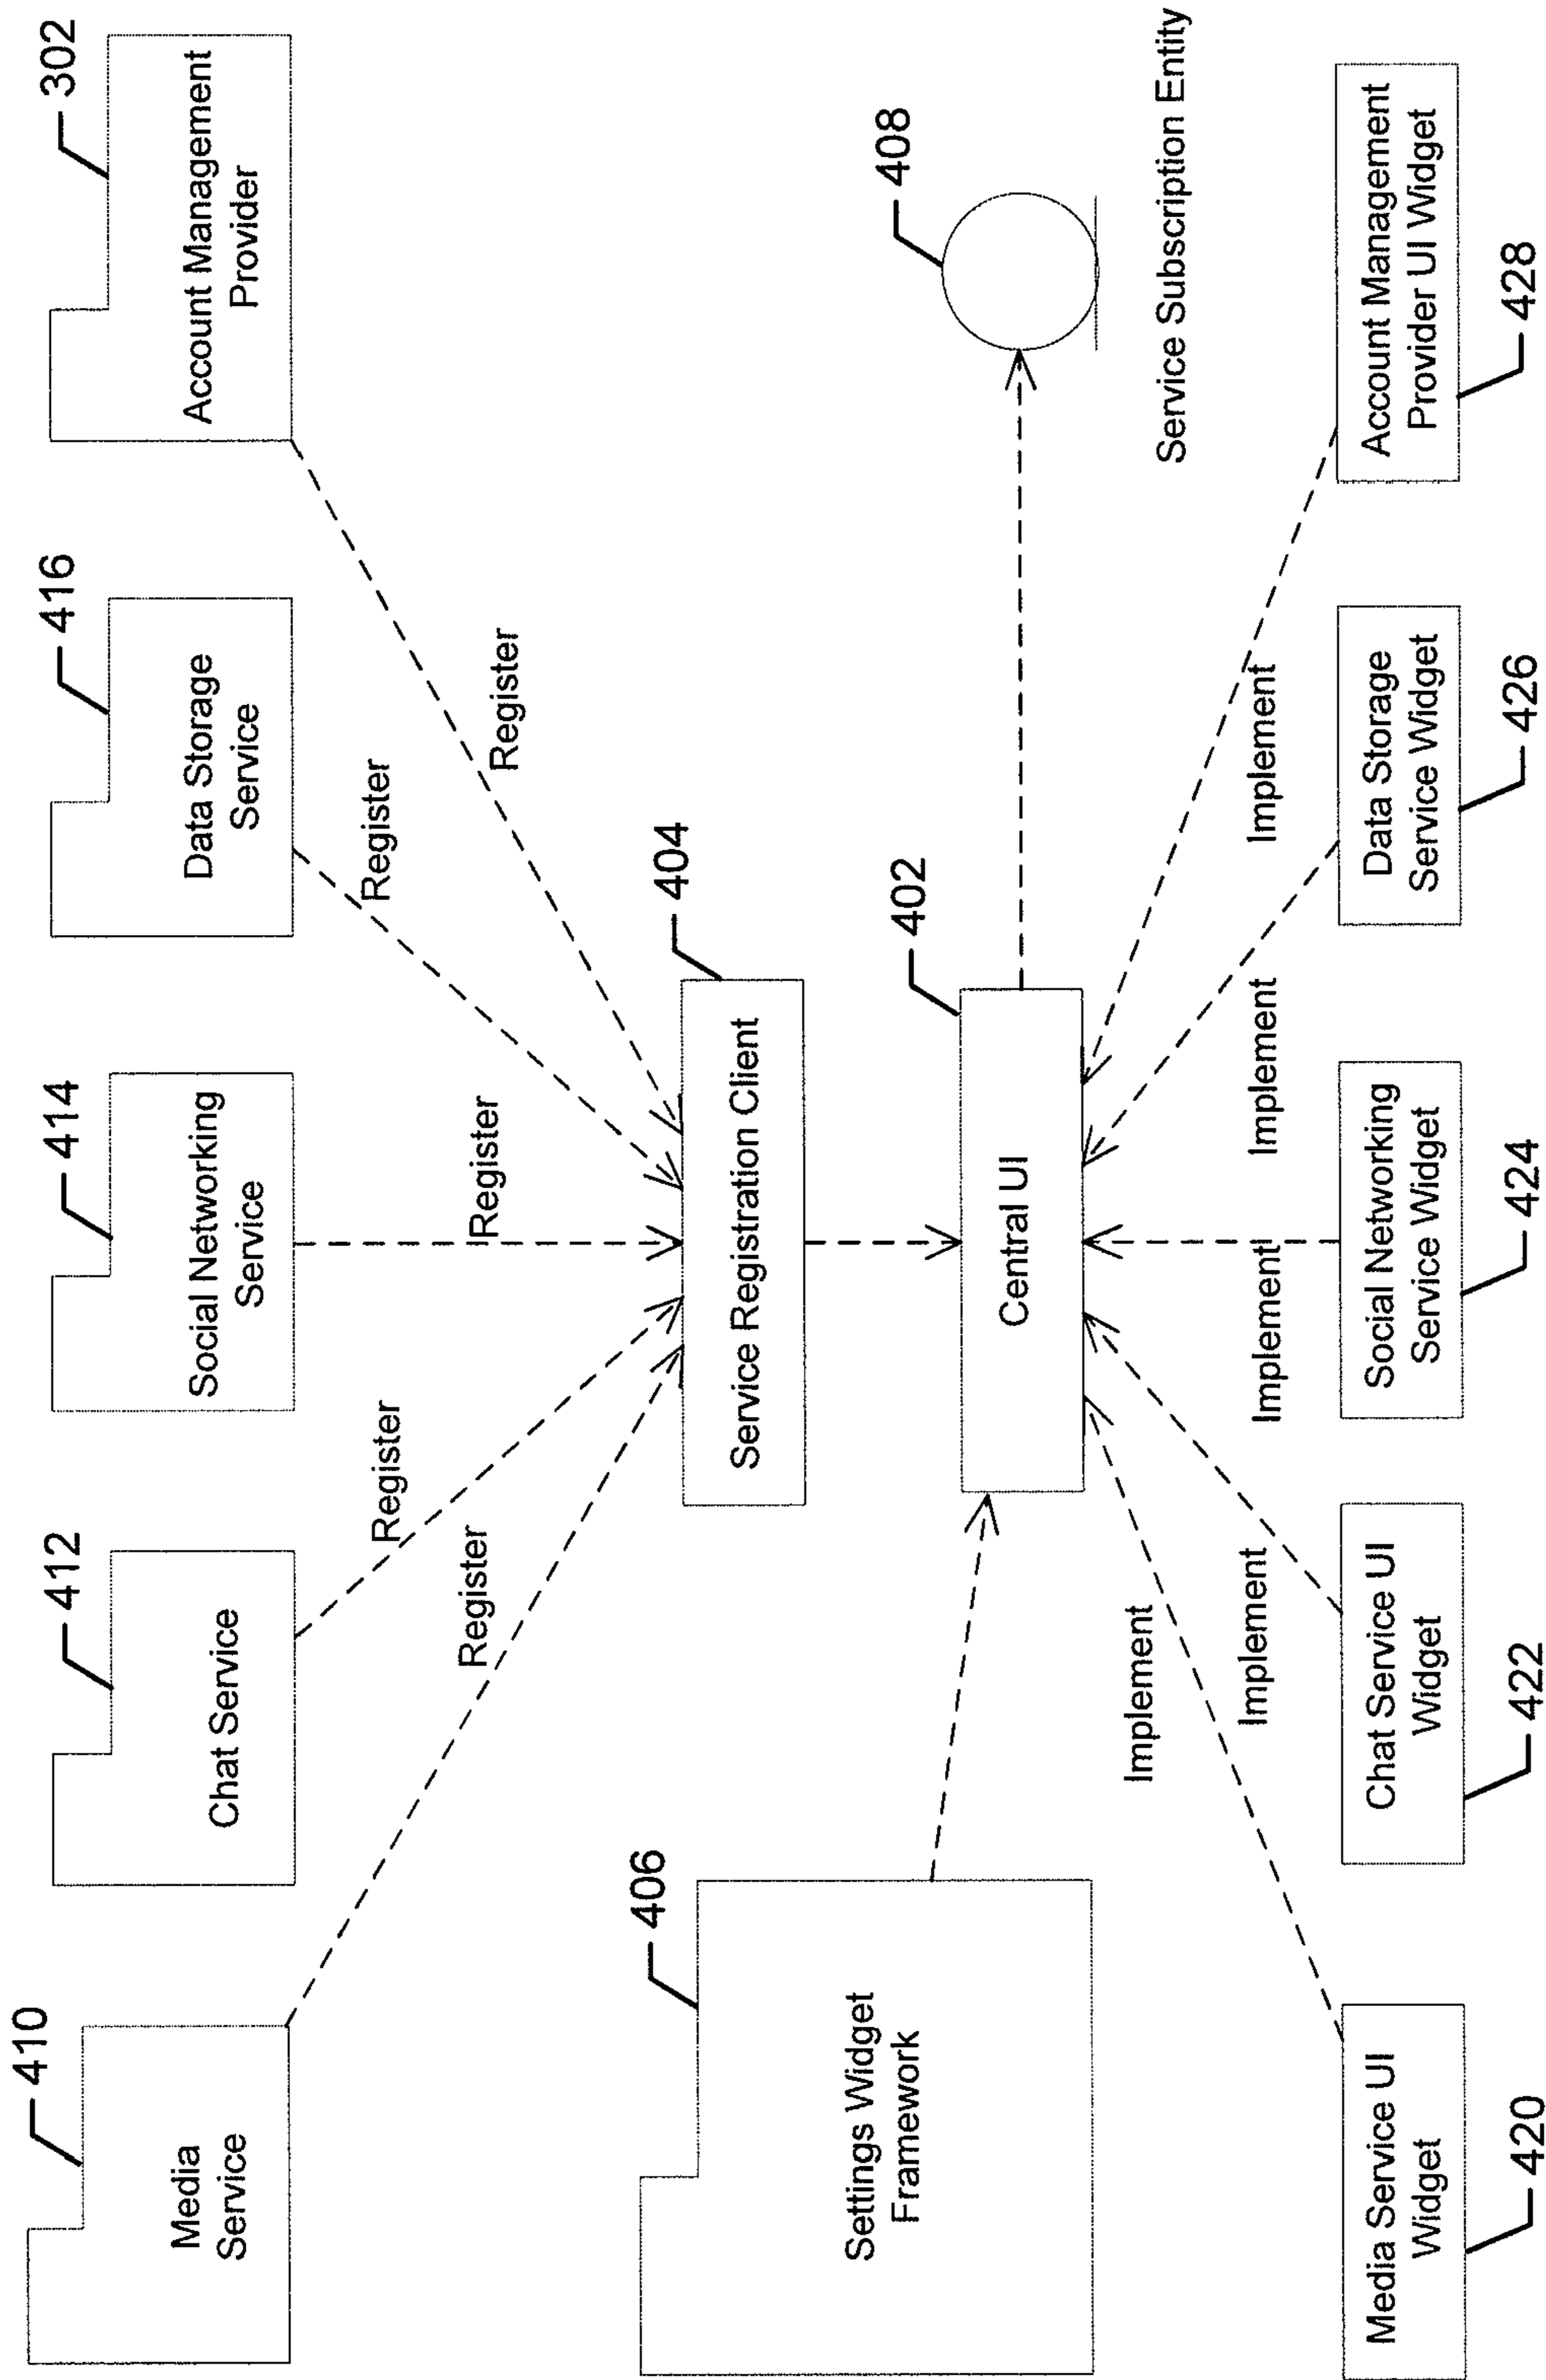 410
412
414
416
302
Media
Service
Chat Service
Social Networking
Service
Data Storage
Service
Account Management
Provider
Register
Register
Register
Register
Register
406
404
Settings Widget
Framework
Service Registration Client
402
408
Central UI
Service Subscription Entity
Implement
Implement
Implement
Implement
Implement
Media Service UI
Widget
Chat Service UI
Widget
Social Networking
Service Widget
Data Storage
Service Widget
Account Management
Provider UI Widget
420
422
424
426
428